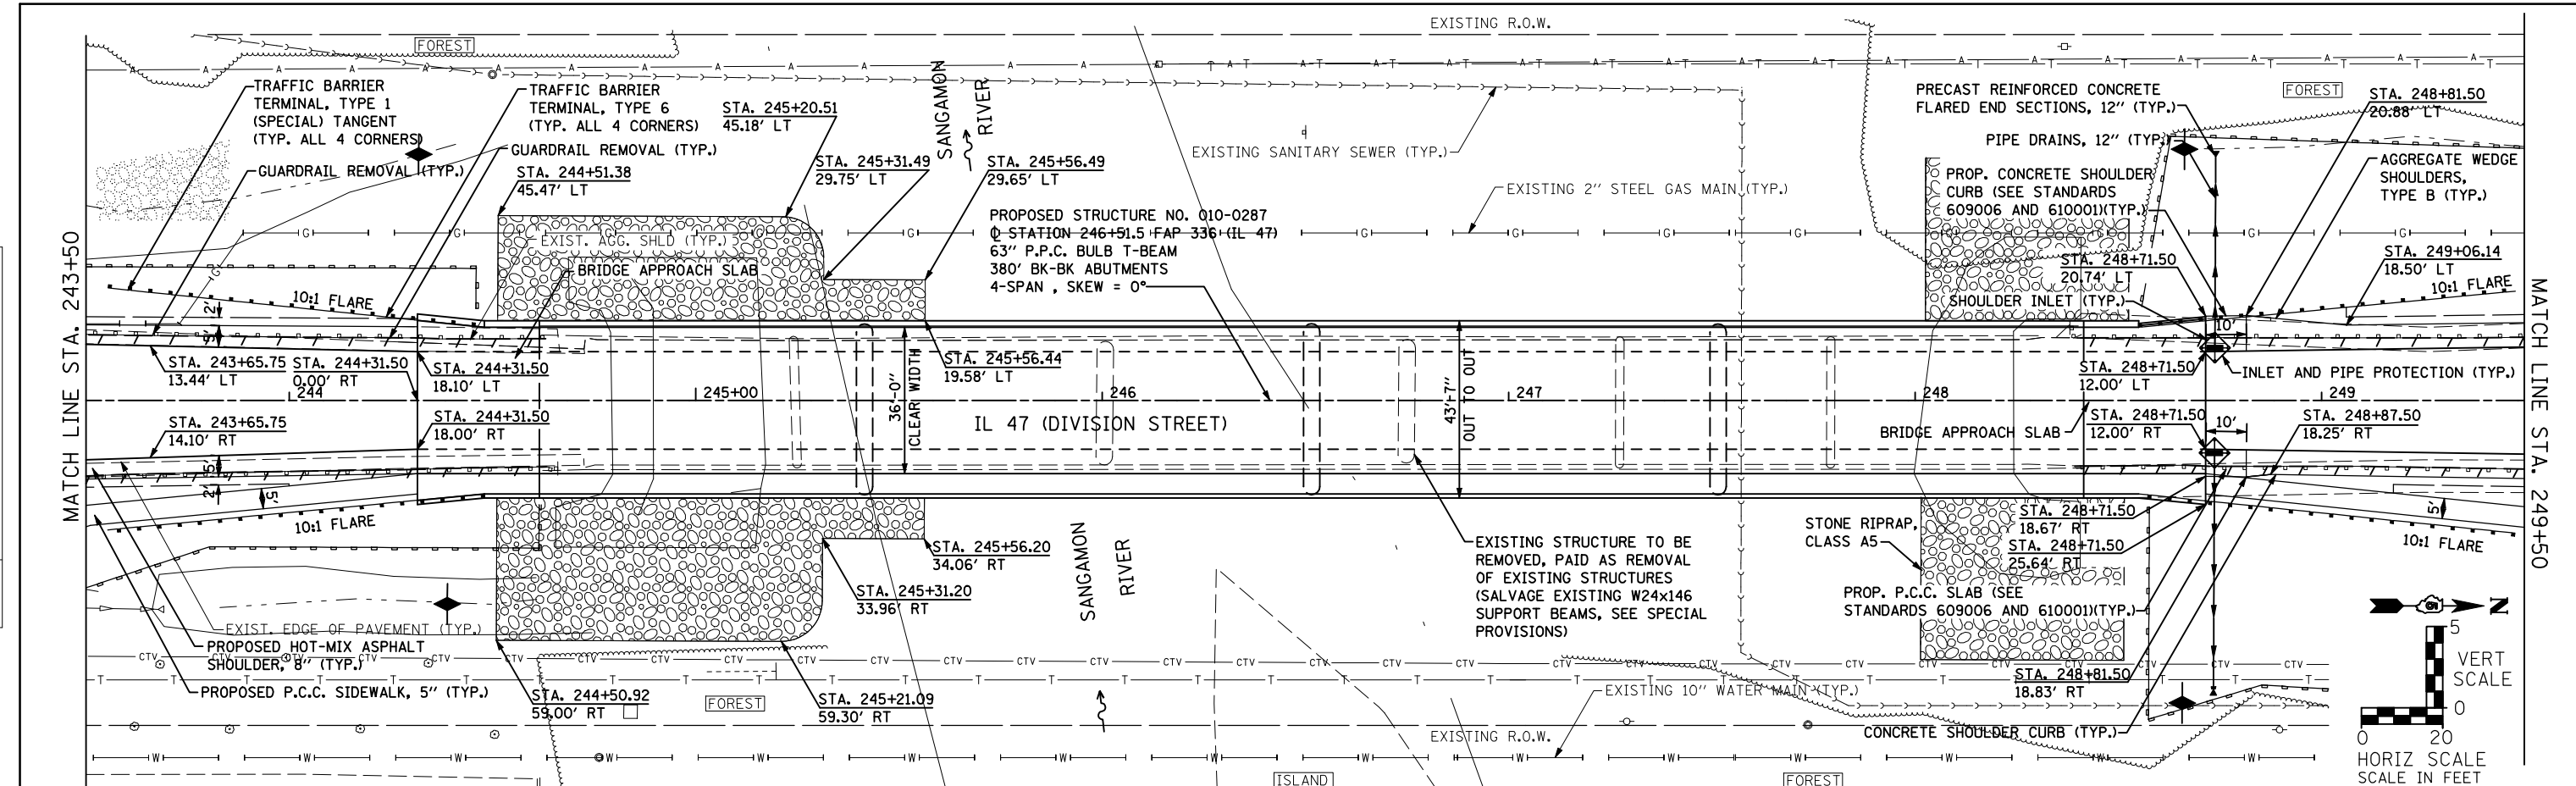 EXISTING R.O.W.
FOREST
TRAFFIC BARRIER
TERMINAL, TYPE 1
(SPECIAL) TANGENT
(TYP. ALL 4 CORNERS)
TRAFFIC BARRIER
TERMINAL, TYPE 6
(TYP. ALL 4 CORNERS)
GUARDRAIL REMOVAL (TYP.)
GUARDRAIL REMOVAL (TYP.)
STA. 245+20.51
45.18' LT
STA. 244+51.38
45.47' LT
SANGAMON
RIVER
STA. 245+31.49
29.75' LT
STA. 245+56.49
29.65' LT
EXISTING SANITARY SEWER (TYP.)
EXISTING 2" STEEL GAS MAIN (TYP.)
PROPOSED STRUCTURE NO. 010-0287
℄ STATION 246+51.5 FAP 336 (IL 47)
63" P.P.C. BULB T-BEAM
380' BK-BK ABUTMENTS
4-SPAN , SKEW = 0°
PRECAST REINFORCED CONCRETE
FLARED END SECTIONS, 12" (TYP.)
PIPE DRAINS, 12" (TYP.)
PROP. CONCRETE SHOULDER
CURB (SEE STANDARDS
609006 AND 610001)(TYP.)
FOREST
STA. 248+81.50
20.88' LT
AGGREGATE WEDGE
SHOULDERS,
TYPE B (TYP.)
STA. 249+06.14
18.50' LT
10:1 FLARE
STA. 248+71.50
20.74' LT
SHOULDER INLET (TYP.)
10'
EXIST. AGG. SHLD (TYP.)
BRIDGE APPROACH SLAB
10:1 FLARE
2'
5'
MATCH LINE STA. 243+50
MATCH LINE STA. 249+50
STA. 243+65.75
13.44' LT
STA. 244+31.50
0.00' RT
STA. 244+31.50
18.10' LT
STA. 245+56.44
19.58' LT
36'-0"
(CLEAR WIDTH
43'-7"
OUT TO OUT
STA. 248+71.50
12.00' LT
INLET AND PIPE PROTECTION (TYP.)
244
245+00
246
247
248
249
IL 47 (DIVISION STREET)
STA. 243+65.75
14.10' RT
STA. 244+31.50
18.00' RT
BRIDGE APPROACH SLAB
STA. 248+71.50
12.00' RT
10'
STA. 248+87.50
18.25' RT
5'
2'
5'
10:1 FLARE
STA. 248+71.50
18.67' RT
STA. 248+71.50
25.64' RT
5'
10:1 FLARE
STONE RIPRAP,
CLASS A5
PROP. P.C.C. SLAB (SEE
STANDARDS 609006 AND 610001)(TYP.)
EXISTING STRUCTURE TO BE
REMOVED, PAID AS REMOVAL
OF EXISTING STRUCTURES
(SALVAGE EXISTING W24x146
SUPPORT BEAMS, SEE SPECIAL
PROVISIONS)
SANGAMON
RIVER
STA. 245+56.20
34.06' RT
STA. 245+31.20
33.96' RT
EXIST. EDGE OF PAVEMENT (TYP.)
PROPOSED HOT-MIX ASPHALT
SHOULDER, 8" (TYP.)
PROPOSED P.C.C. SIDEWALK, 5" (TYP.)
STA. 244+50.92
59.00' RT
STA. 245+21.09
59.30' RT
FOREST
EXISTING 10" WATER MAIN (TYP.)
STA. 248+81.50
18.83' RT
CONCRETE SHOULDER CURB (TYP.)
EXISTING R.O.W.
ISLAND
FOREST
N
5
VERT
SCALE
0
0 20
HORIZ SCALE
SCALE IN FEET